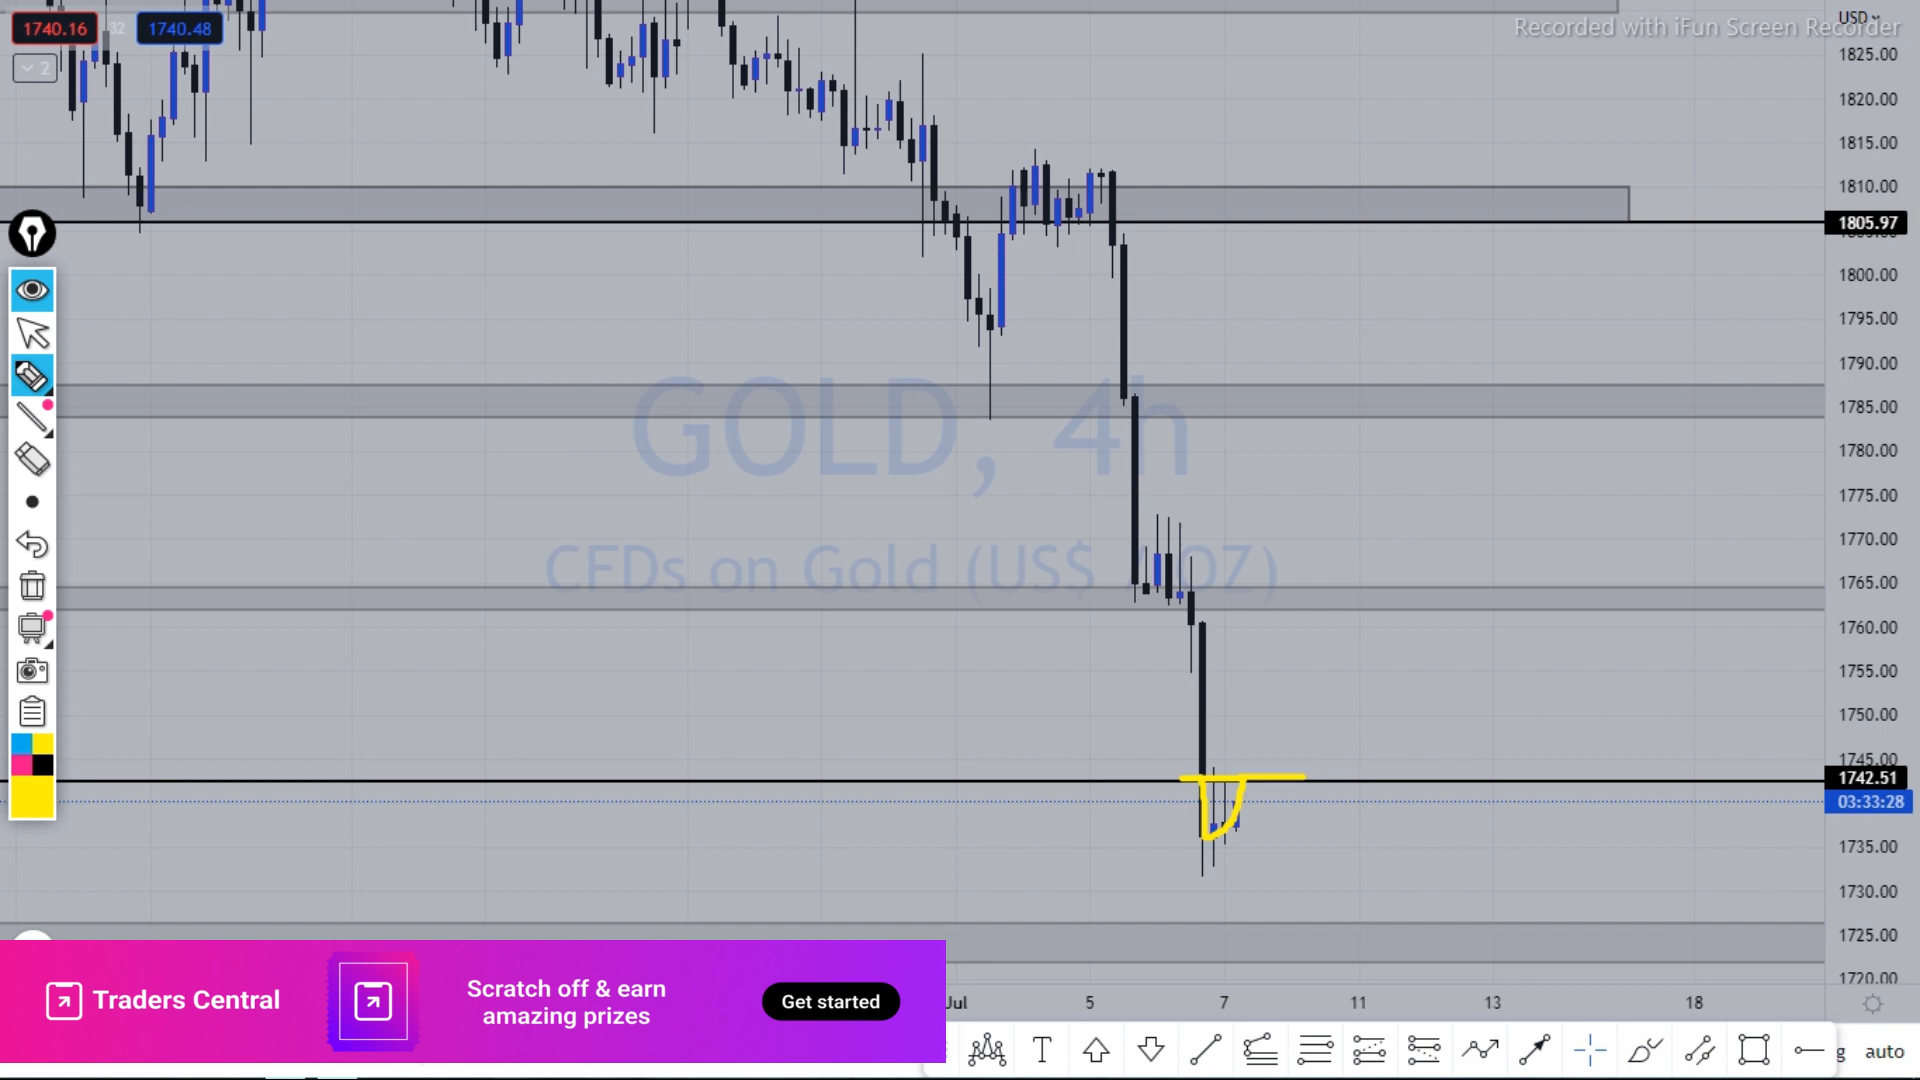 1740.16 32 1740.48
2
Recorded with iFun Screen Recorder
USD
1825.00
1820.00
1815.00
1810.00
1805.97
1800.00
1795.00
1790.00
1785.00
1780.00
1775.00
1770.00
1765.00
1760.00
1755.00
1750.00
1745.00
1742.51
03:33:28
1735.00
1730.00
1725.00
1720.00
GOLD, 4h
CFDs on Gold (US$ OZ)
Traders Central
Scratch off & earn
amazing prizes
Get started
Jul 5 7 11 13 18
g auto